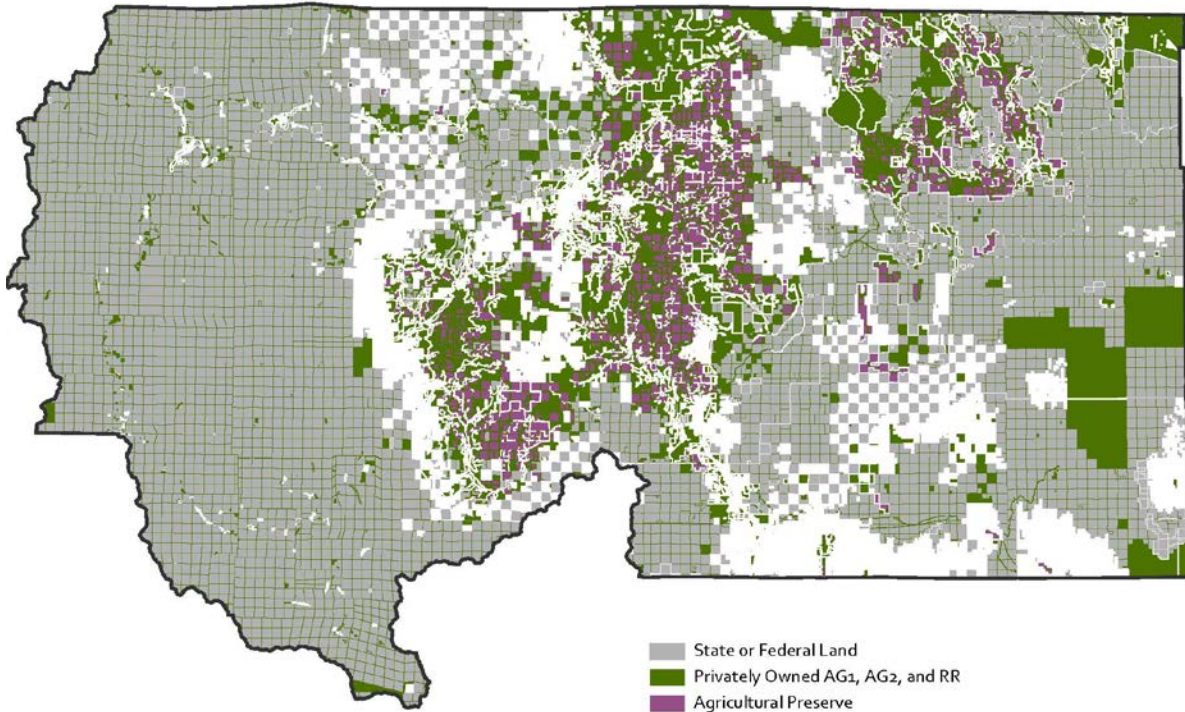 State or Federal Land
Privately Owned AG1, AG2, and RR
Agricultural Preserve